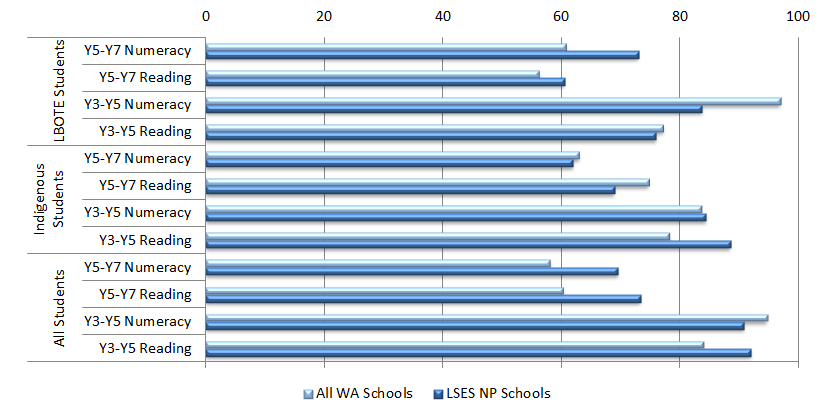 0 20 40 60 80 100
LBOTE Students
Y5-Y7 Numeracy
Y5-Y7 Reading
Y3-Y5 Numeracy
Y3-Y5 Reading
Indigenous
Students
Y5-Y7 Numeracy
Y5-Y7 Reading
Y3-Y5 Numeracy
Y3-Y5 Reading
All Students
Y5-Y7 Numeracy
Y5-Y7 Reading
Y3-Y5 Numeracy
Y3-Y5 Reading
All WA Schools LSES NP Schools